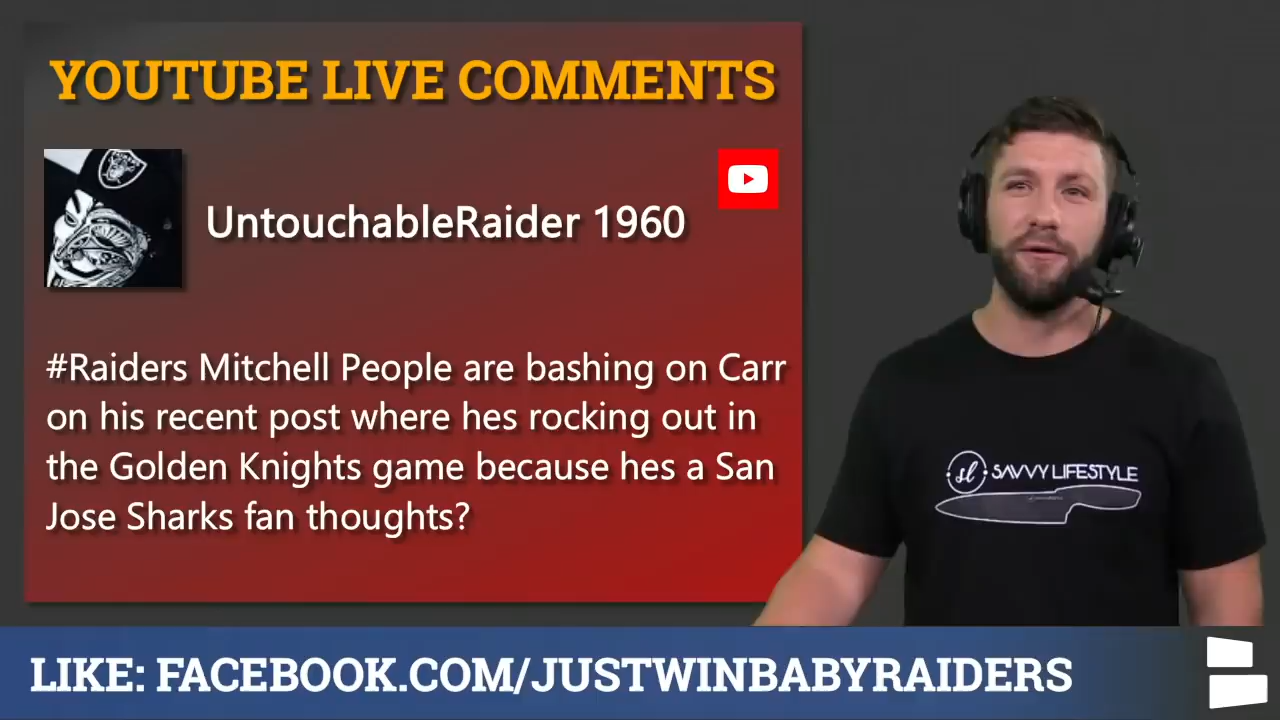 YOUTUBE LIVE COMMENTS
UntouchableRaider 1960
#Raiders Mitchell People are bashing on Carr
on his recent post where hes rocking out in
the Golden Knights game because hes a San
Jose Sharks fan thoughts?
sl SAVVY LIFESTYLE
LIKE: FACEBOOK.COM/JUSTWINBABYRAIDERS